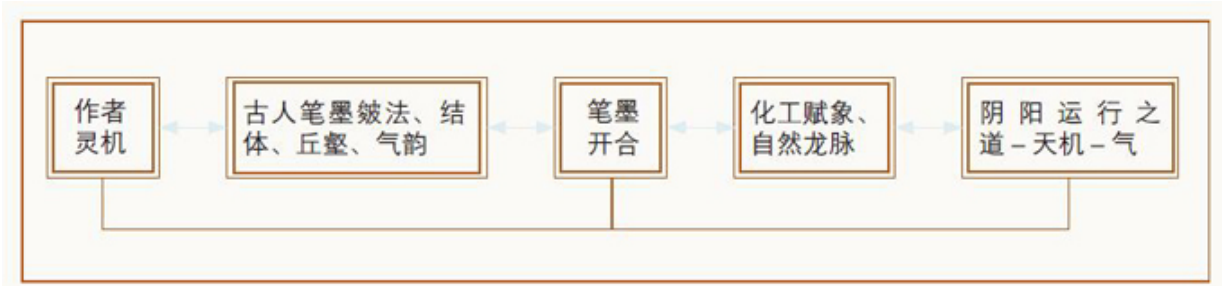 作者
灵机
古人笔墨皴法、结
体、丘壑、气韵
笔墨
开合
化工赋象、
自然龙脉
阴阳运行之
道–天机–气